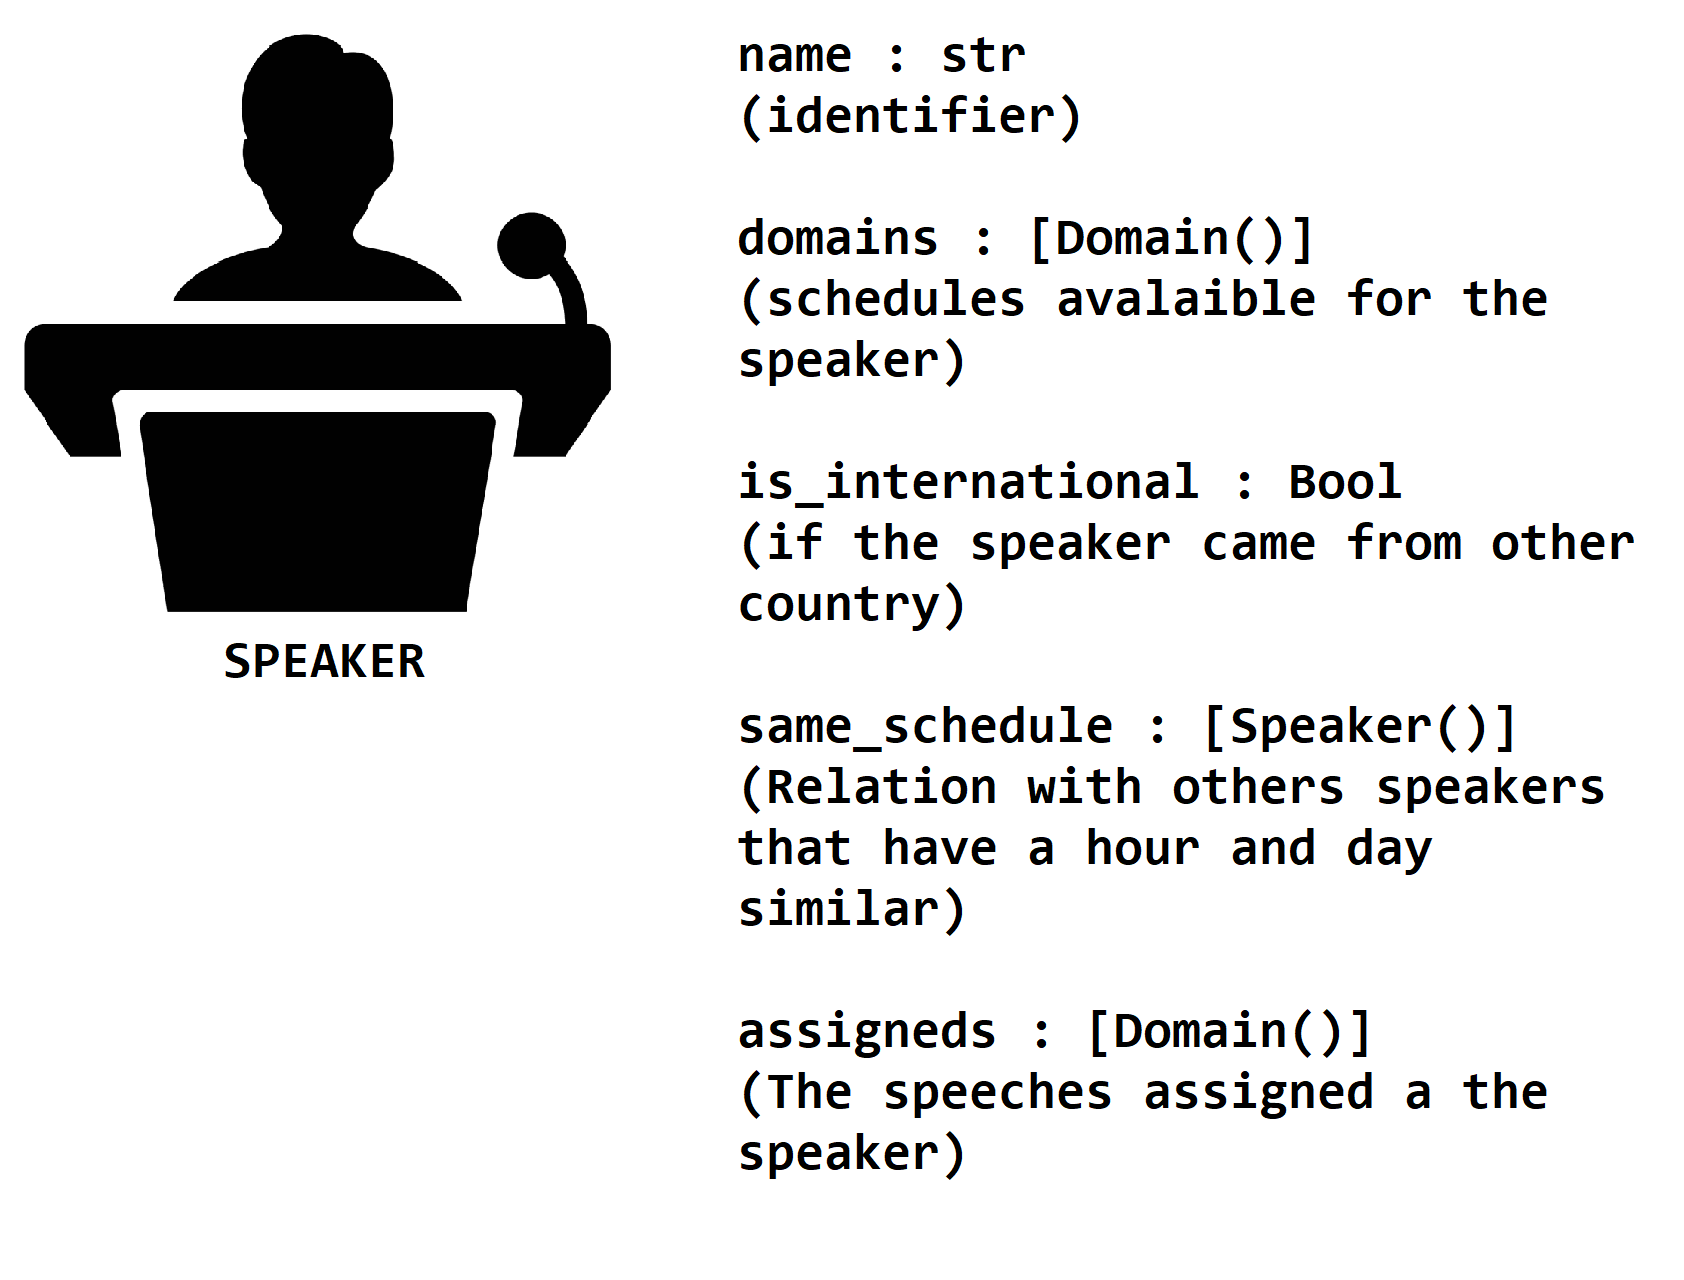 name : str
(identifier)
domains : [Domain()]
(schedules avalaible for the
speaker)
is_international : Bool
(if the speaker came from other
country)
same_schedule : [Speaker()]
(Relation with others speakers
that have a hour and day
similar)
assigneds : [Domain()]
(The speeches assigned a the
speaker)
SPEAKER